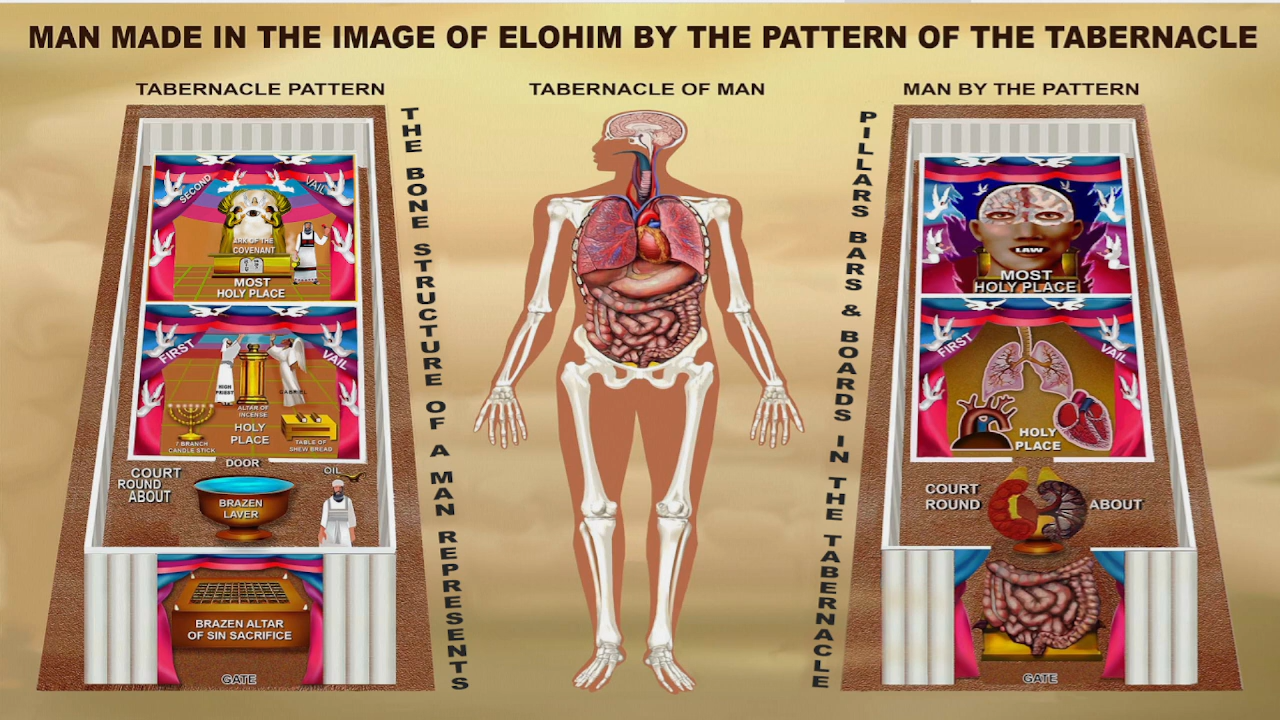 MAN MADE IN THE IMAGE OF ELOHIM BY THE PATTERN OF THE TABERNACLE
TABERNACLE PATTERN
SECOND
VAIL
ARK OF THE
COVENANT
MOST
HOLY PLACE
FIRST
VAIL
HIGH
PRIEST
GABRIEL
ALTAR OF
INCENSE
HOLY
PLACE
7 BRANCH
CANDLE STICK
TABLE OF
SHEW BREAD
DOOR
COURT
ROUND
ABOUT
OIL
BRAZEN
LAVER
BRAZEN ALTAR
OF SIN SACRIFICE
GATE
THE BONE STRUCTURE OF A MAN REPRESENTS
TABERNACLE OF MAN
PILLARS BARS & BOARDS IN THE TABERNACLE
MAN BY THE PATTERN
LAW
MOST
HOLY PLACE
FIRST
VAIL
HOLY
PLACE
COURT
ROUND
ABOUT
GATE